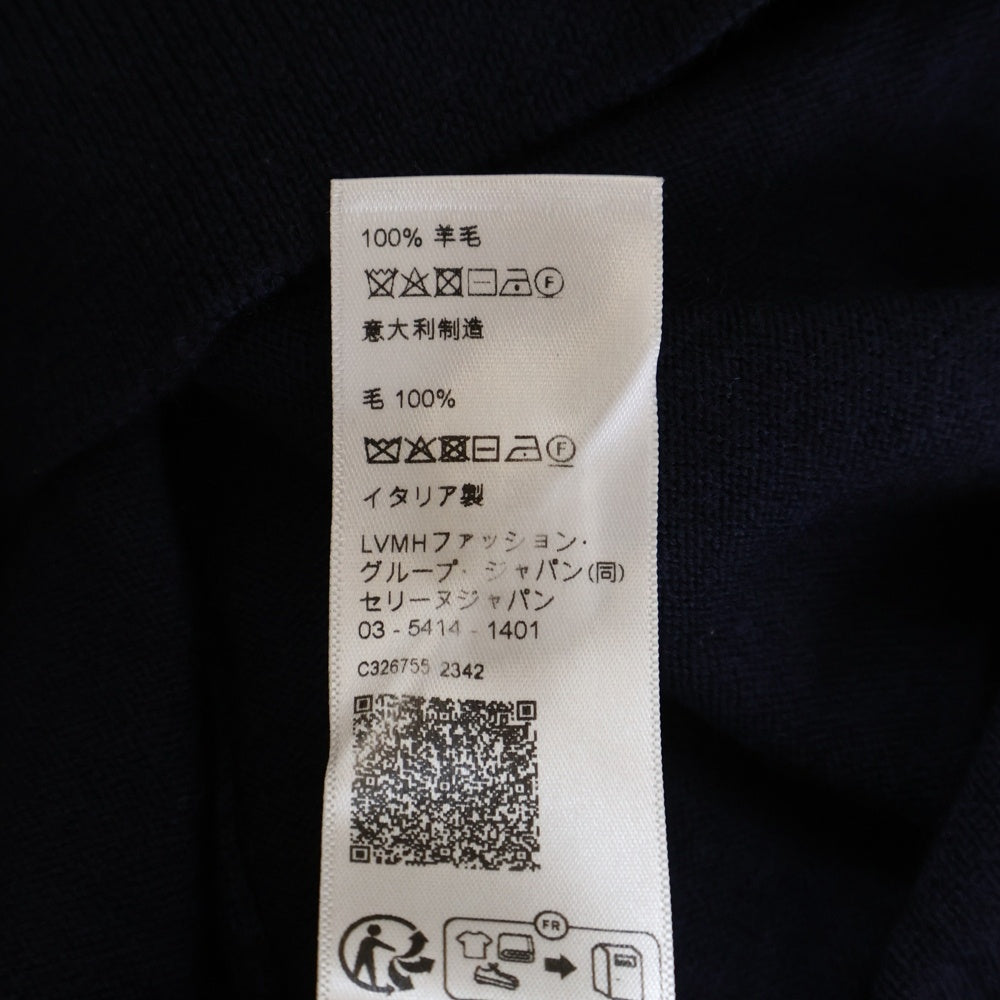 100% 羊毛
F
意大利制造
毛 100%
F
イタリア製
LVMHファッション・
グループ・ジャパン(同)
セリーヌジャパン
03 - 5414 - 1401
C326755 2342
FR